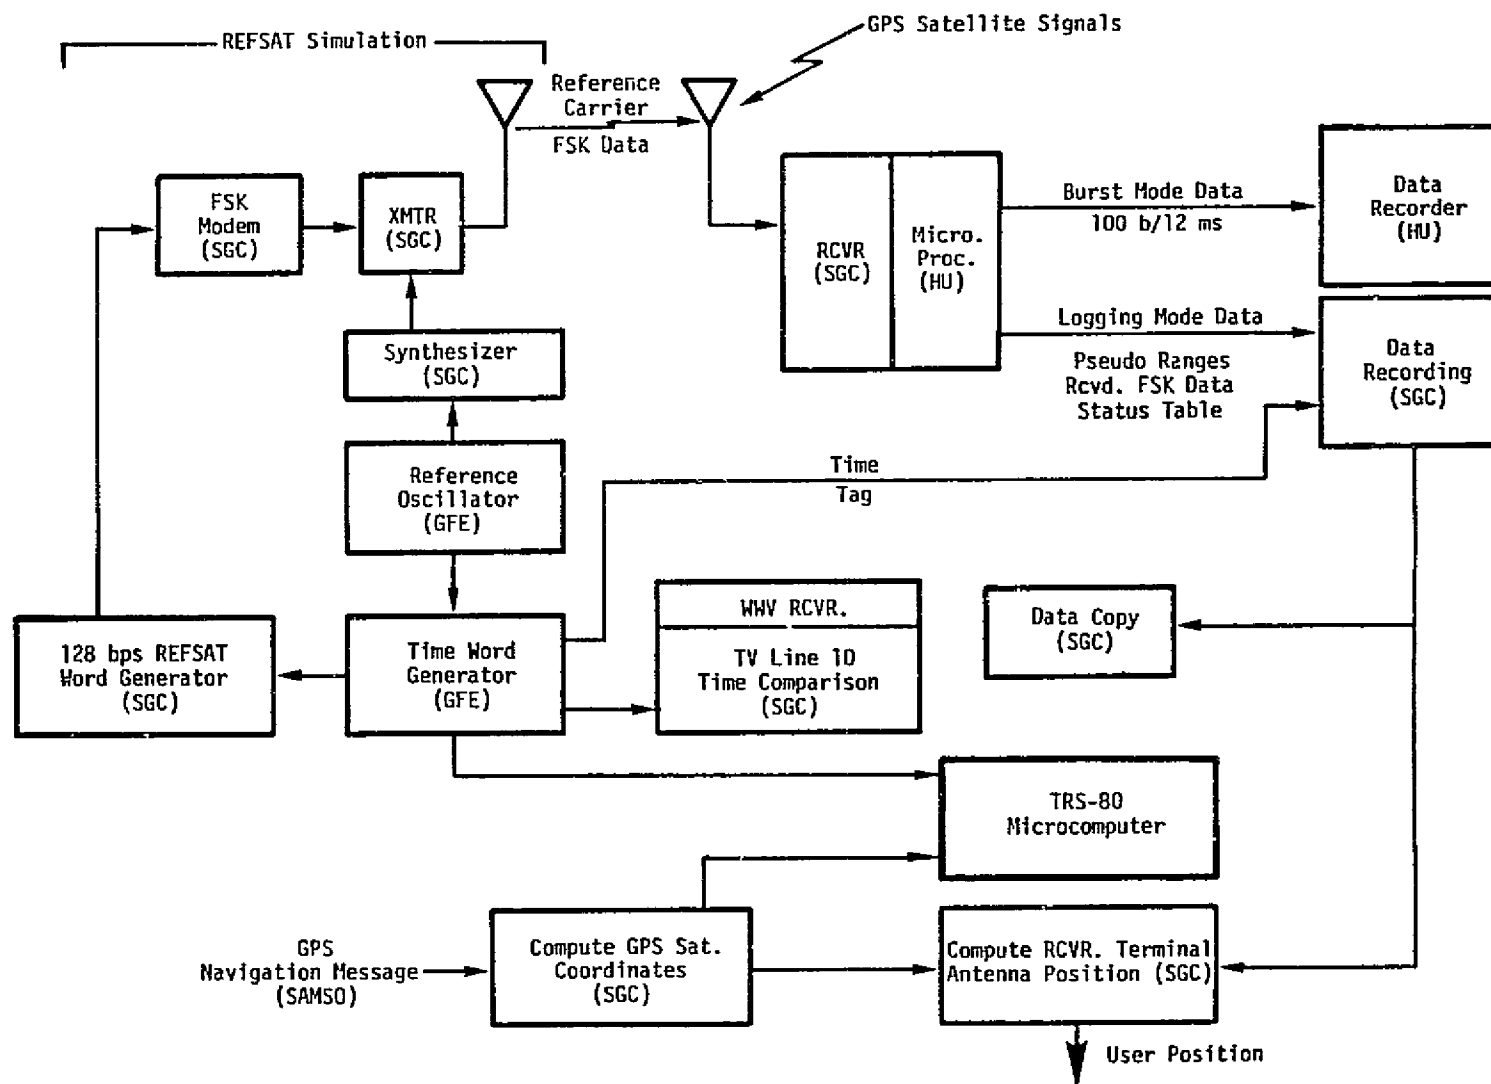 REFSAT Simulation
GPS Satellite Signals
Reference
Carrier
FSK Data
FSK
Modem
(SGC)
XMTR
(SGC)
RCVR
(SGC)
Micro.
Proc.
(HU)
Burst Mode Data
100 b/12 ms
Data
Recorder
(HU)
Logging Mode Data
Pseudo Ranges
Rcvd. FSK Data
Status Table
Data
Recording
(SGC)
Synthesizer
(SGC)
Reference
Oscillator
(GFE)
Time
Tag
128 bps REFSAT
Word Generator
(SGC)
Time Word
Generator
(GFE)
WWV RCVR.
TV Line 10
Time Comparison
(SGC)
Data Copy
(SGC)
TRS-80
Microcomputer
GPS
Navigation Message
(SAMSO)
Compute GPS Sat.
Coordinates
(SGC)
Compute RCVR. Terminal
Antenna Position (SGC)
User Position